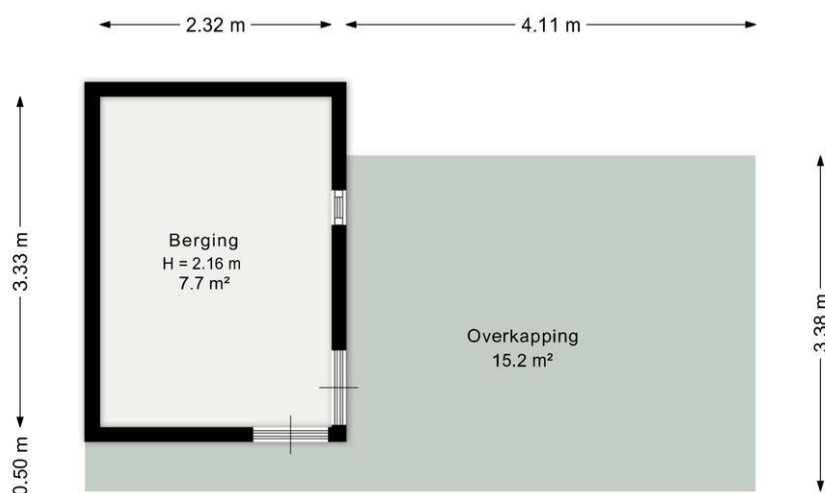 2.32 m
4.11 m
3.33 m
Berging
H = 2.16 m
7.7 m²
Overkapping
15.2 m²
3.38 m
0.50 m